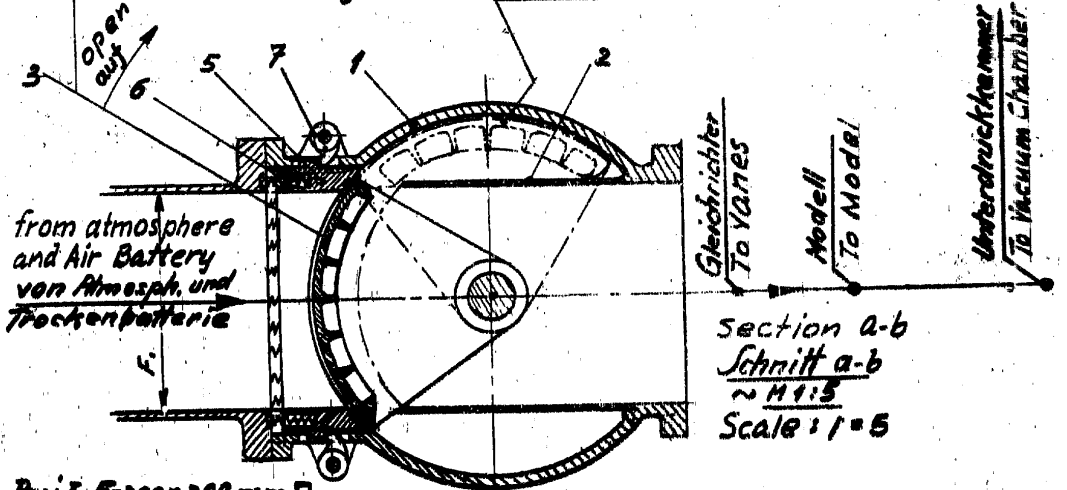 open
auf
3
6
5
7
1
2
from atmosphere
and Air Battery
von Atmosph. und
Trockenbatterie
F.
Gleichrichter
To Vanes
Modell
To Model
Unterdruckkammer
To Vacuum Chamber
section a-b
Schnitt a-b
~ M 1:5
Scale : 1 = 5